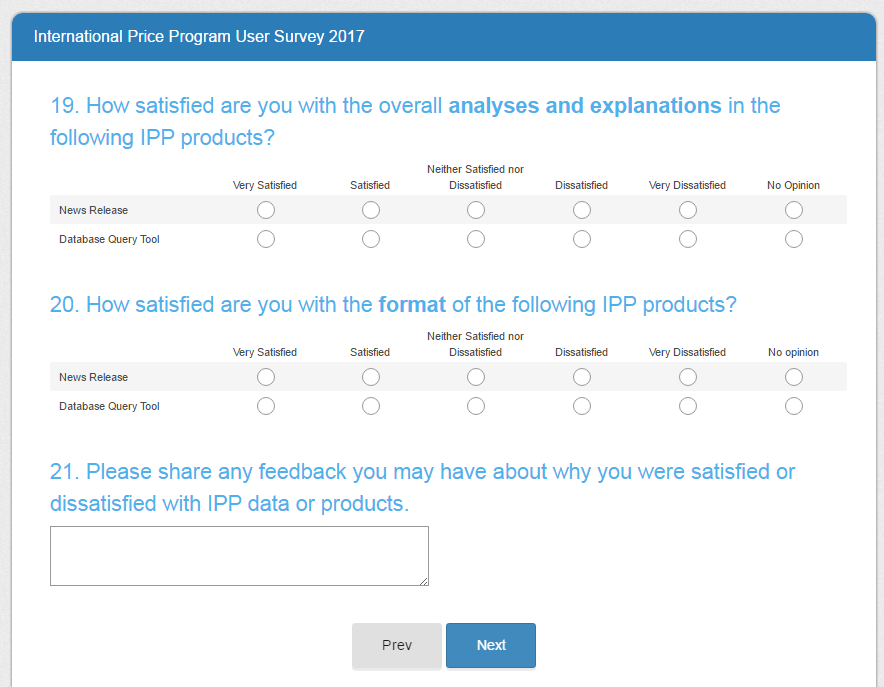 International Price Program User Survey 2017
19. How satisfied are you with the overall analyses and explanations in the
following IPP products?
Neither Satisfied nor
Very Satisfied Satisfied Dissatisfied Dissatisfied Very Dissatisfied No Opinion
News Release
Database Query Tool
20. How satisfied are you with the format of the following IPP products?
Neither Satisfied nor
Very Satisfied Satisfied Dissatisfied Dissatisfied Very Dissatisfied No opinion
News Release
Database Query Tool
21. Please share any feedback you may have about why you were satisfied or
dissatisfied with IPP data or products.
Prev Next